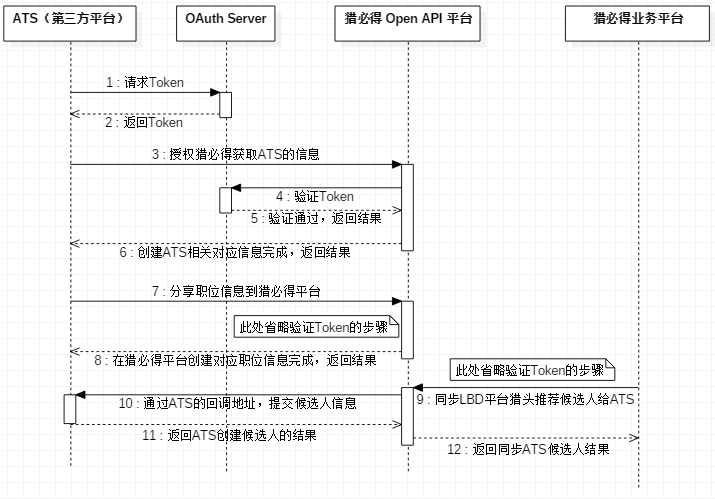 ATS（第三方平台）
OAuth Server
猎必得 Open API 平台
猎必得业务平台
1 : 请求Token
2 : 返回Token
3 : 授权猎必得获取ATS的信息
4 : 验证Token
5 : 验证通过，返回结果
6 : 创建ATS相关对应信息完成，返回结果
7 : 分享职位信息到猎必得平台
此处省略验证Token的步骤
8 : 在猎必得平台创建对应职位信息完成，返回结果
此处省略验证Token的步骤
9 : 同步LBD平台猎头推荐候选人给ATS
10 : 通过ATS的回调地址，提交候选人信息
11 : 返回ATS创建候选人的结果
12 : 返回同步ATS候选人结果